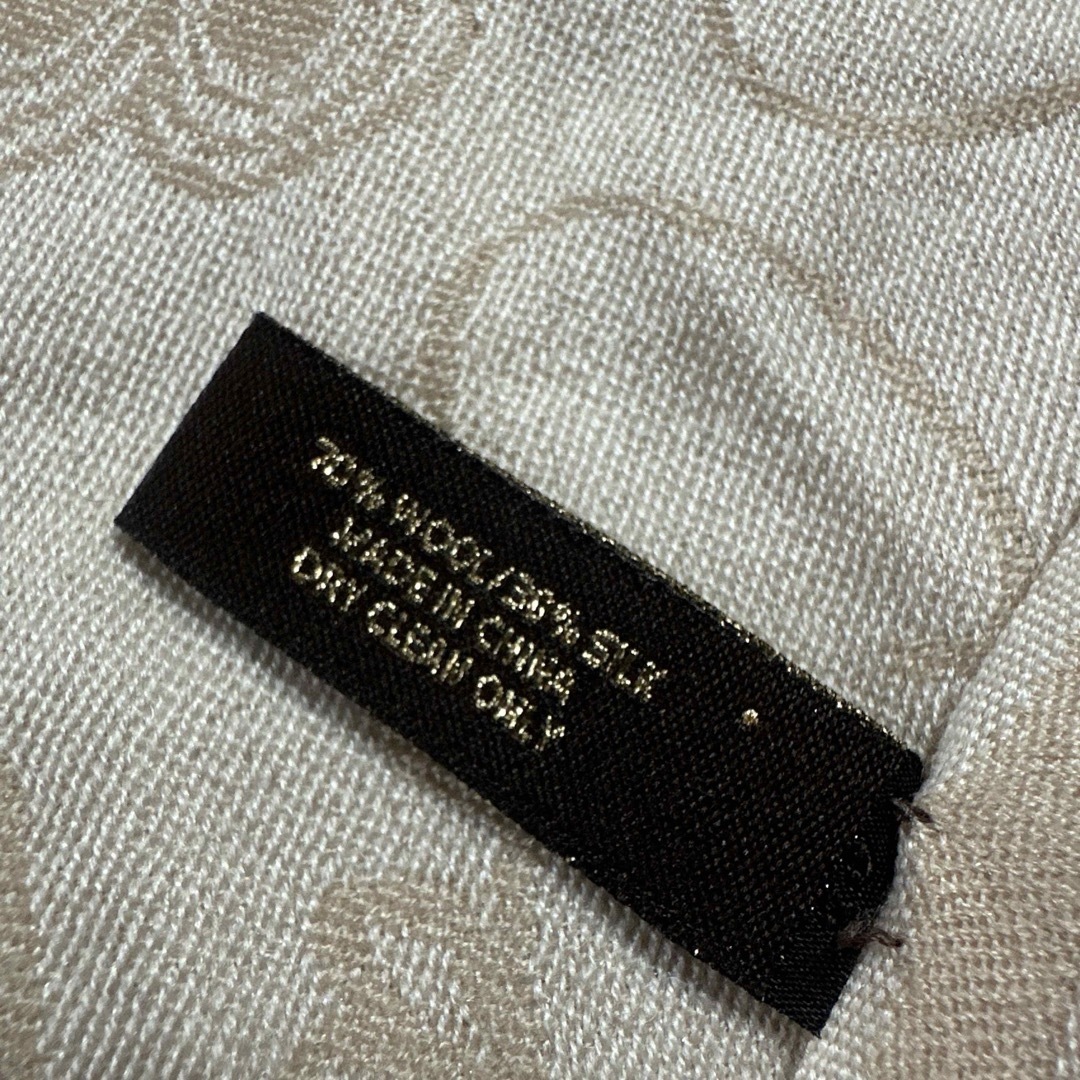 70% WOOL/30% SILK
MADE IN CHINA
DRY CLEAN ONLY